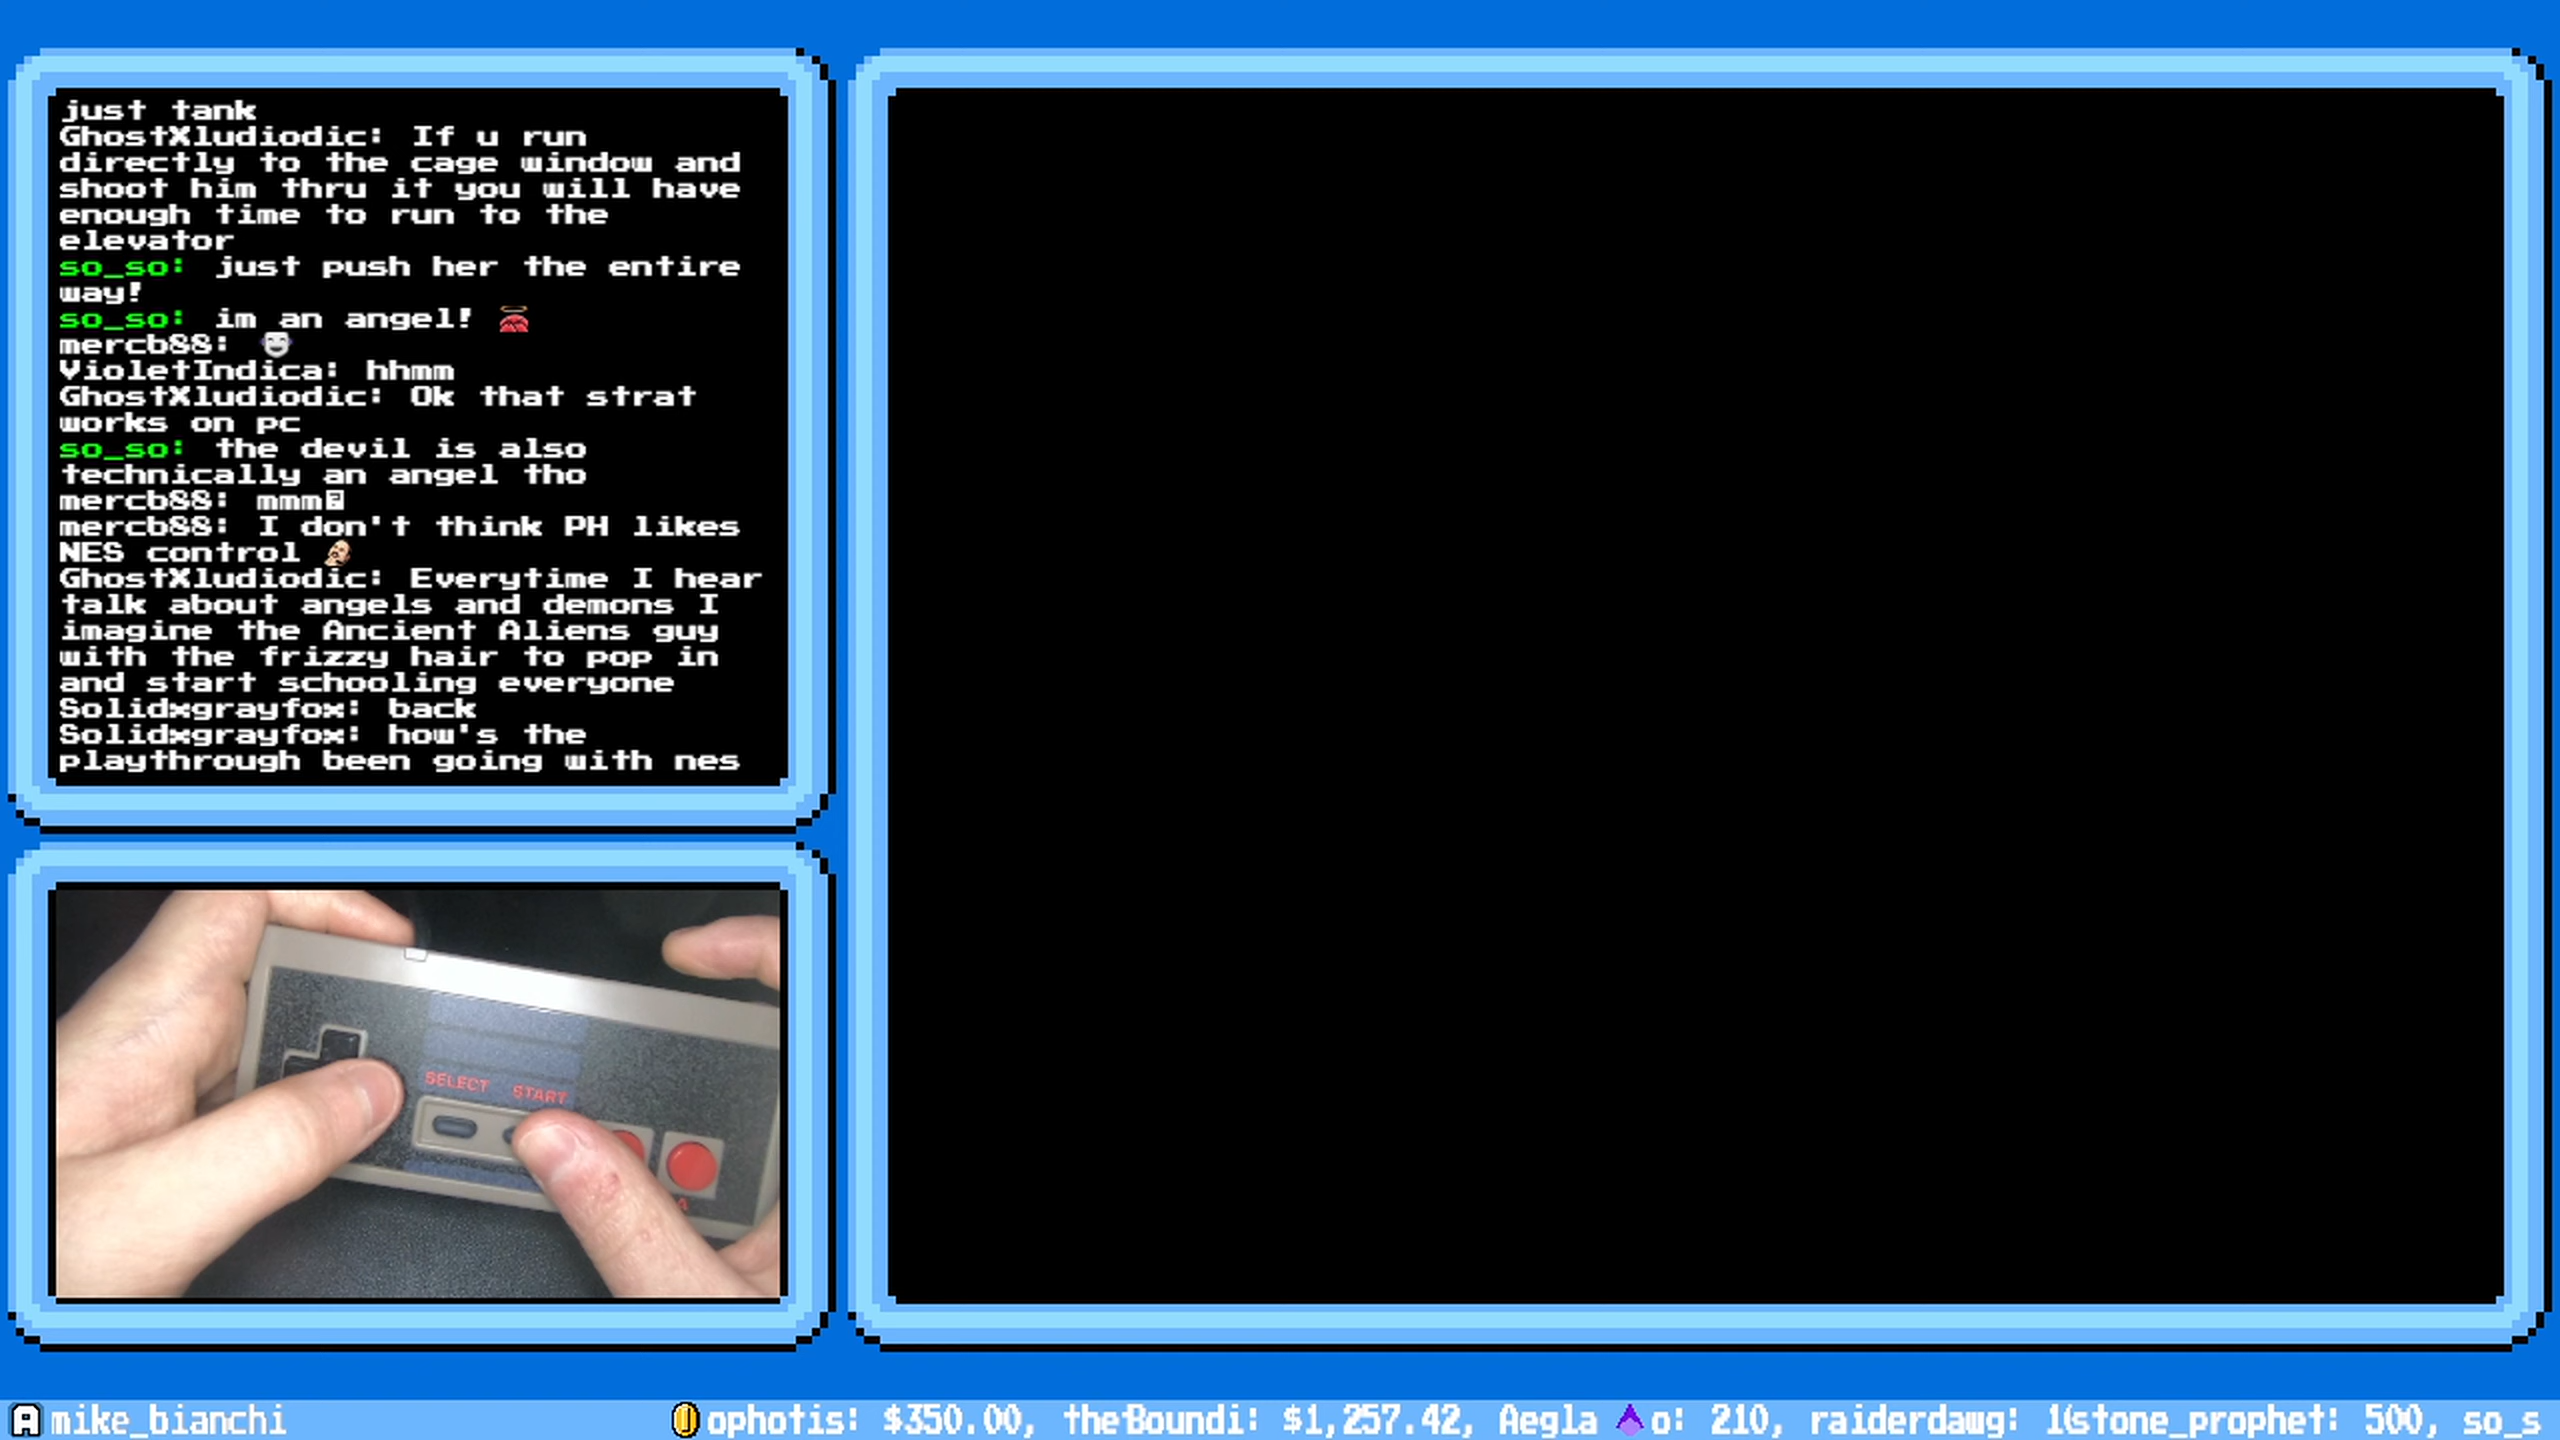 just tank
GhostXludiodic: If u run
directly to the cage window and
shoot him thru it you will have
enough time to run to the
elevator
so_so: just push her the entire
way!
so_so: im an angel!
mercb88:
VioletIndica: hhmm
GhostXludiodic: Ok that strat
works on pc
so_so: the devil is also
technically an angel tho
mercb88: mmm
mercb88: I don't think PH likes
NES control
GhostXludiodic: Everytime I hear
talk about angels and demons I
imagine the Ancient Aliens guy
with the frizzy hair to pop in
and start schooling everyone
Solidxgrayfox: back
Solidxgrayfox: how's the
playthrough been going with nes
SELECT START
A
A mike_bianchi
ophotis: $350.00, theBoundi: $1,257.42, Aegla o: 210, raiderdawg: stone_prophet: 500, so_s